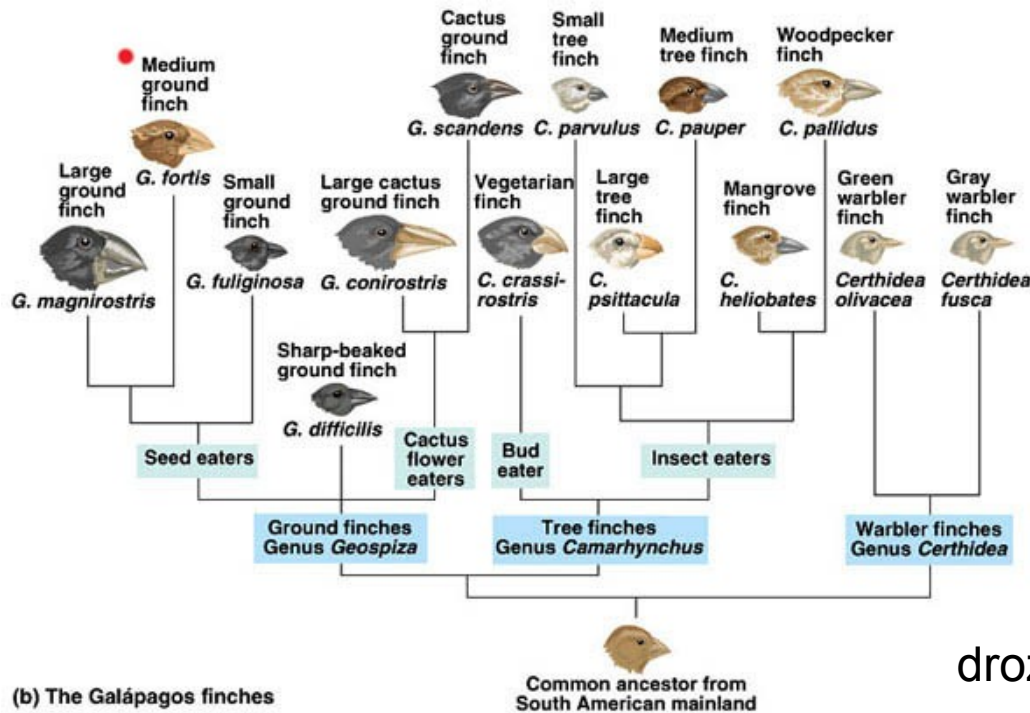 Cactus
ground
finch
G. scandens
Small
tree
finch
C. parvulus
Medium
tree finch
C. pauper
Woodpecker
finch
C. pallidus
Medium
ground
finch
G. fortis
Large
ground
finch
G. magnirostris
Small
ground
finch
G. fuliginosa
Large cactus
ground finch
G. conirostris
Vegetarian
finch
C. crassi-
rostris
Large
tree
finch
C.
psittacula
Mangrove
finch
C.
heliobates
Green
warbler
finch
Certhidea
olivacea
Gray
warbler
finch
Certhidea
fusca
Sharp-beaked
ground finch
G. difficilis
Seed eaters
Cactus
flower
eaters
Bud
eater
Insect eaters
Ground finches
Genus Geospiza
Tree finches
Genus Camarhynchus
Warbler finches
Genus Certhidea
Common ancestor from
South American mainland
(b) The Galápagos finches
droz